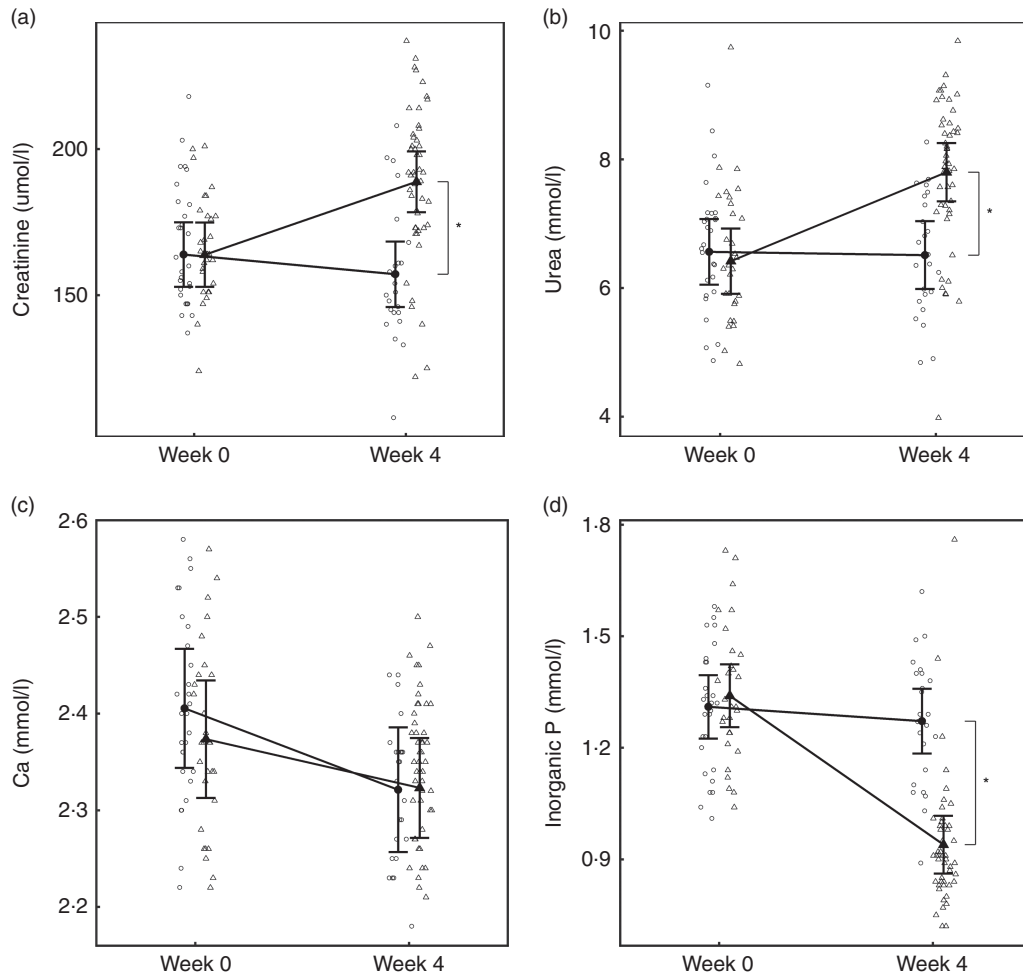 (a)
Creatinine (umol/l)
200
150
*
Week 0
Week 4
(b)
Urea (mmol/l)
10
8
6
4
*
Week 0
Week 4
(c)
Ca (mmol/l)
2·6
2·5
2·4
2·3
2·2
Week 0
Week 4
(d)
Inorganic P (mmol/l)
1·8
1·5
1·2
0·9
*
Week 0
Week 4